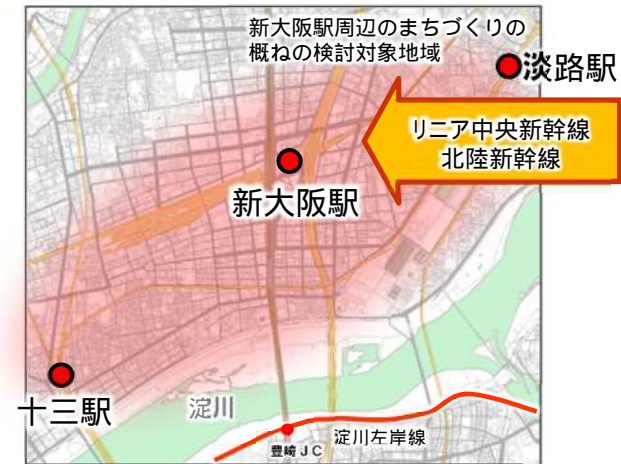 新大阪駅周辺のまちづくりの
概ねの検討対象地域
淡路駅
リニア中央新幹線
北陸新幹線
新大阪駅
十三駅
淀川
淀川左岸線
豊崎JC